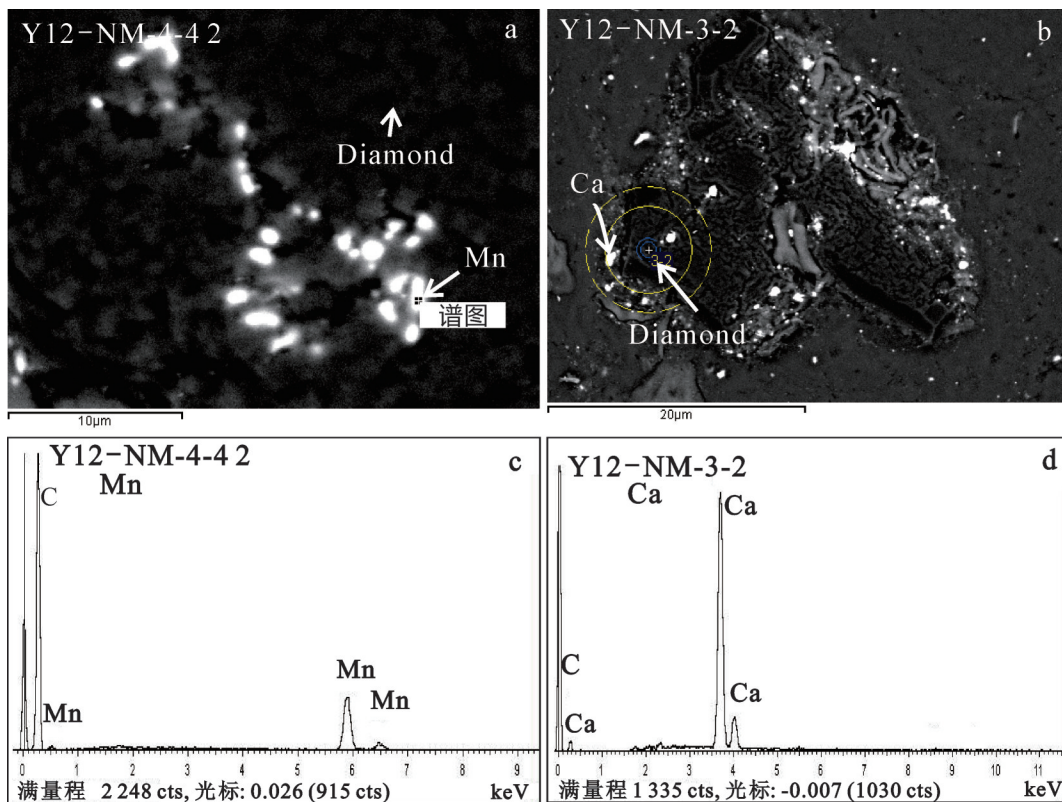 Y12-NM-4-42
a
Diamond
Mn
谱图
10μm
Y12-NM-3-2
b
Ca
3-2
Diamond
20μm
Y12-NM-4-42
c
Mn
C
Mn
Mn
Mn
0 1 2 3 4 5 6 7 8 9
满量程 2 248 cts, 光标: 0.026 (915 cts) keV
Y12-NM-3-2
d
Ca
Ca
C
Ca
Ca
0 1 2 3 4 5 6 7 8 9 10 11
满量程 1 335 cts, 光标: -0.007 (1030 cts) keV